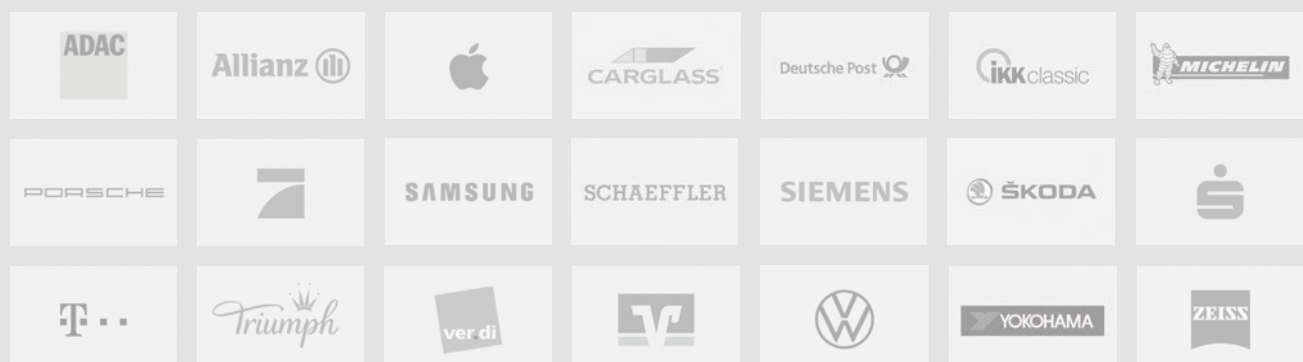 ADAC
Allianz
CARGLASS®
Deutsche Post
iKK classic
MICHELIN
PORSCHE
SAMSUNG
SCHAEFFLER
SIEMENS
ŠKODA
T
Triumph
ver.di
YOKOHAMA
ZEISS